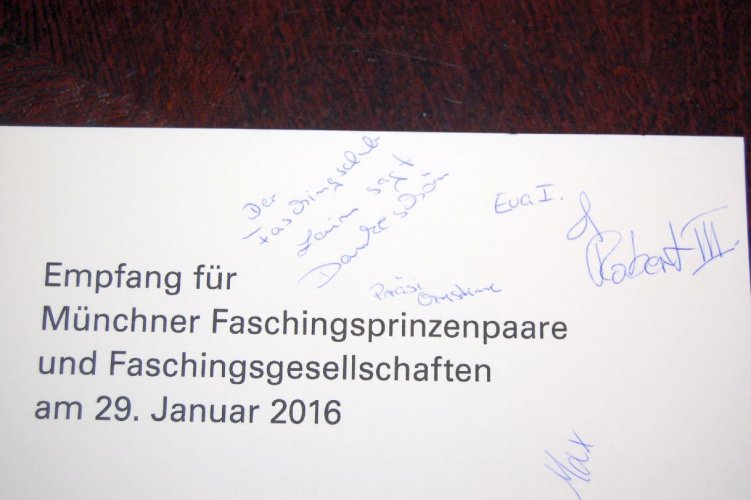 Der
Faschingsclub
Laim sagt
Dankeschön
Präsi
Christine
Eva I.
&
Robert III.
Empfang für
Münchner Faschingsprinzenpaare
und Faschingsgesellschaften
am 29. Januar 2016
Max